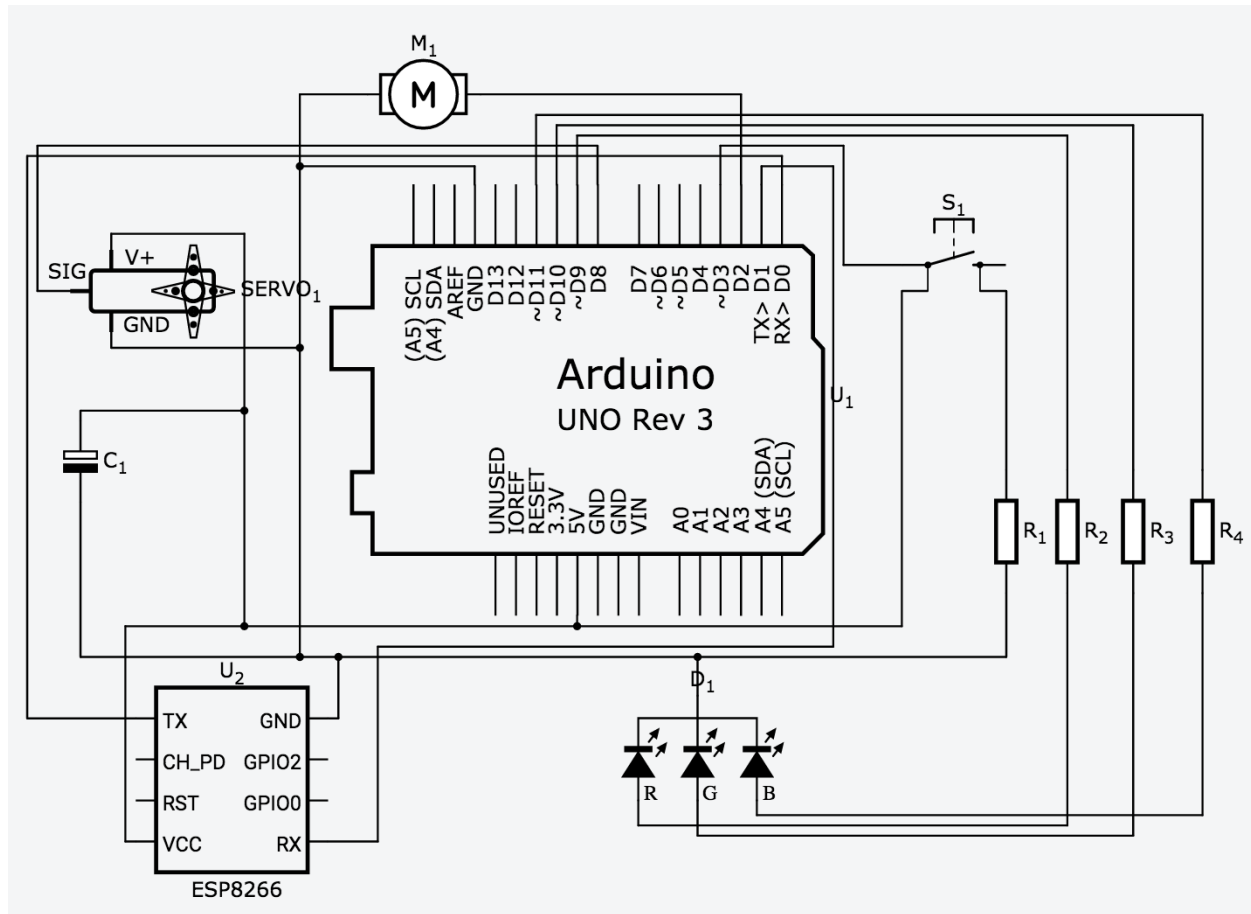 M1
M
S1
SIG
V+
SERVO1
GND
(A5) SCL
(A4) SDA
AREF
GND
D13
D12
~D11
~D10
~D9
D8
D7
~D6
~D5
D4
~D3
D2
TX> D1
RX> D0
Arduino
UNO Rev 3
U1
C1
UNUSED
IOREF
RESET
3.3V
5V
GND
GND
VIN
A0
A1
A2
A3
A4 (SDA)
A5 (SCL)
R1
R2
R3
R4
U2
D1
TX
GND
CH_PD
GPIO2
RST
GPIO0
VCC
RX
ESP8266
R
G
B